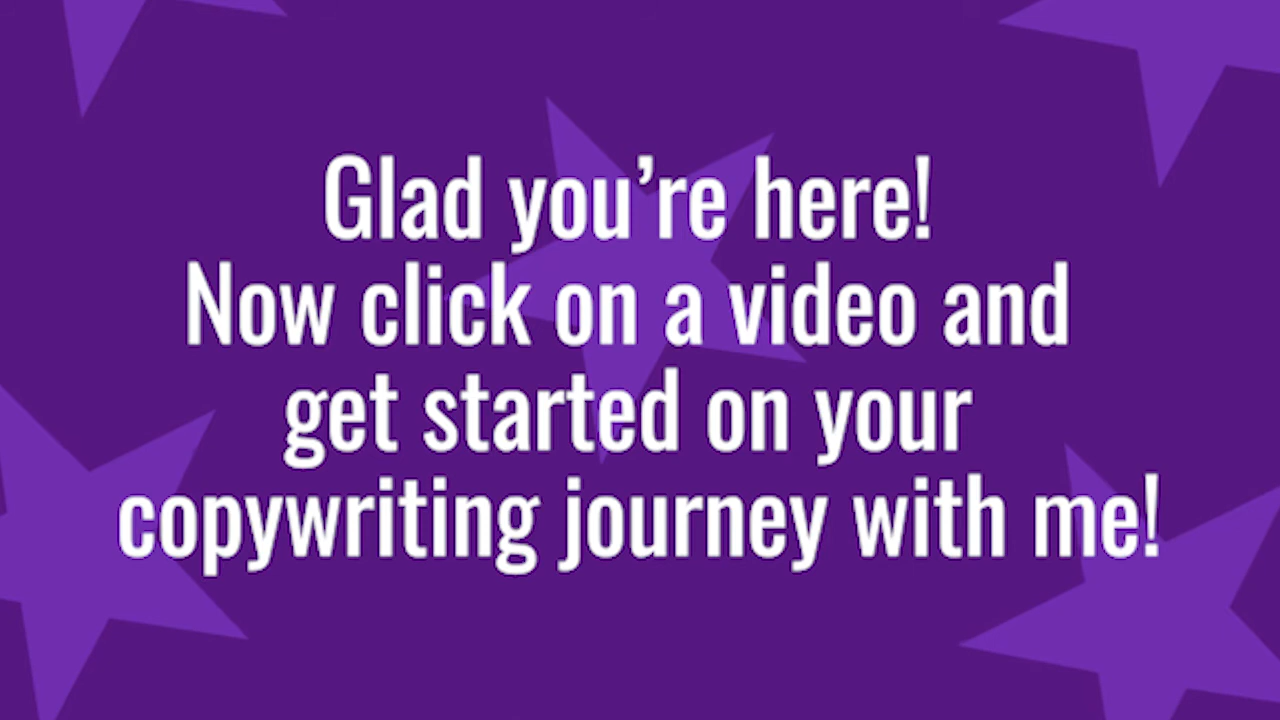 Glad you’re here!
Now click on a video and
get started on your
copywriting journey with me!